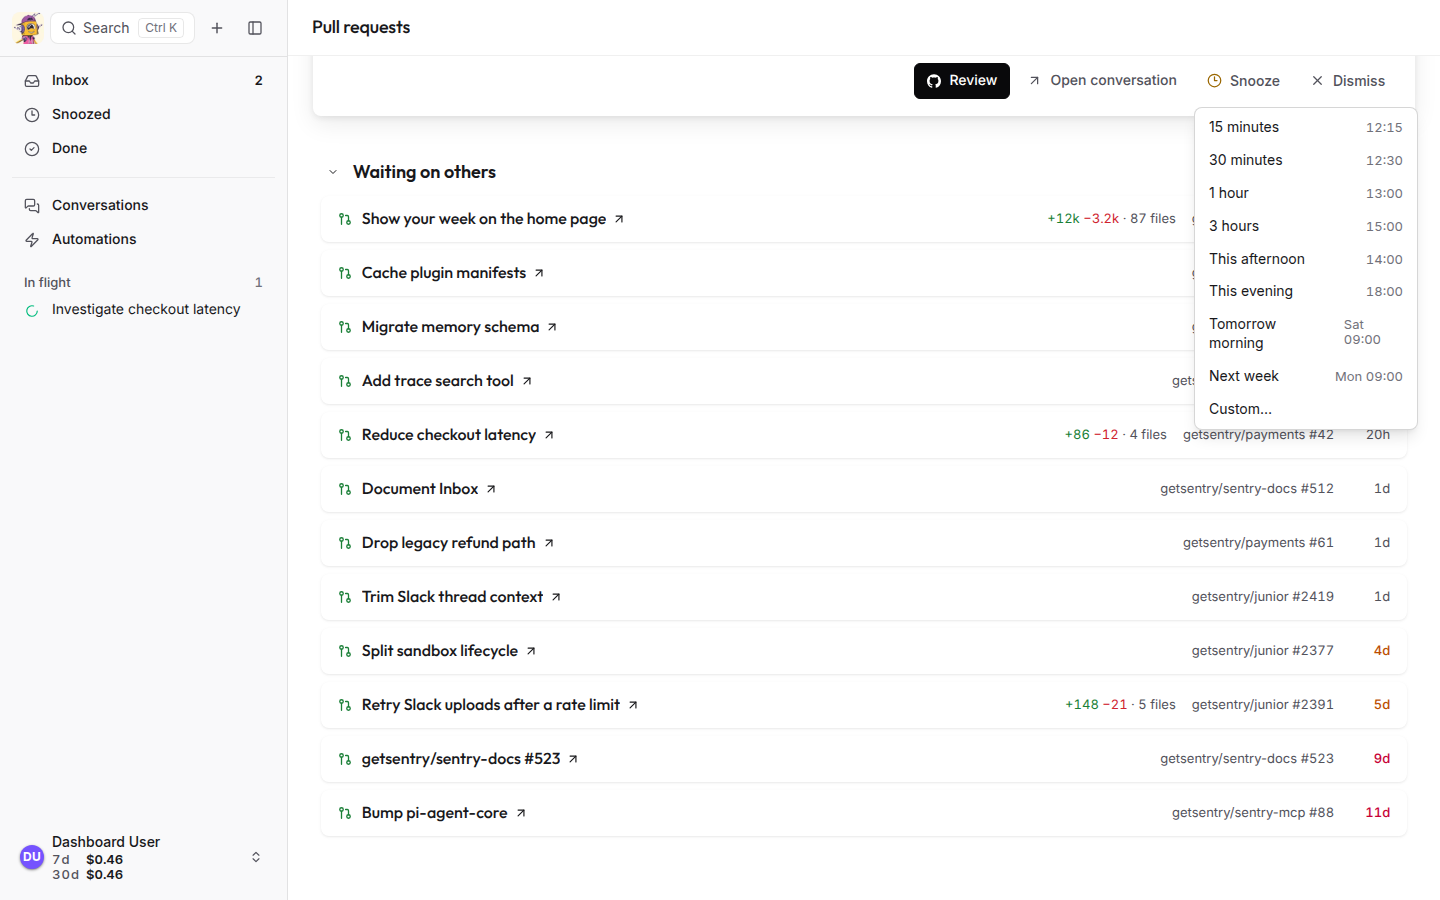 Search Ctrl K
Pull requests
Inbox 2
Snoozed
Done
Conversations
Automations
In flight 1
Investigate checkout latency
Dashboard User
DU
7d $0.46
30d $0.46
Review Open conversation Snooze Dismiss
15 minutes 12:15
30 minutes 12:30
1 hour 13:00
3 hours 15:00
This afternoon 14:00
This evening 18:00
Tomorrow morning Sat 09:00
Next week Mon 09:00
Custom...
Waiting on others
Show your week on the home page +12k −3.2k · 87 files
Cache plugin manifests
Migrate memory schema
Add trace search tool
Reduce checkout latency +86 −12 · 4 files getsentry/payments #42 20h
Document Inbox getsentry/sentry-docs #512 1d
Drop legacy refund path getsentry/payments #61 1d
Trim Slack thread context getsentry/junior #2419 1d
Split sandbox lifecycle getsentry/junior #2377 4d
Retry Slack uploads after a rate limit +148 −21 · 5 files getsentry/junior #2391 5d
getsentry/sentry-docs #523 getsentry/sentry-docs #523 9d
Bump pi-agent-core getsentry/sentry-mcp #88 11d